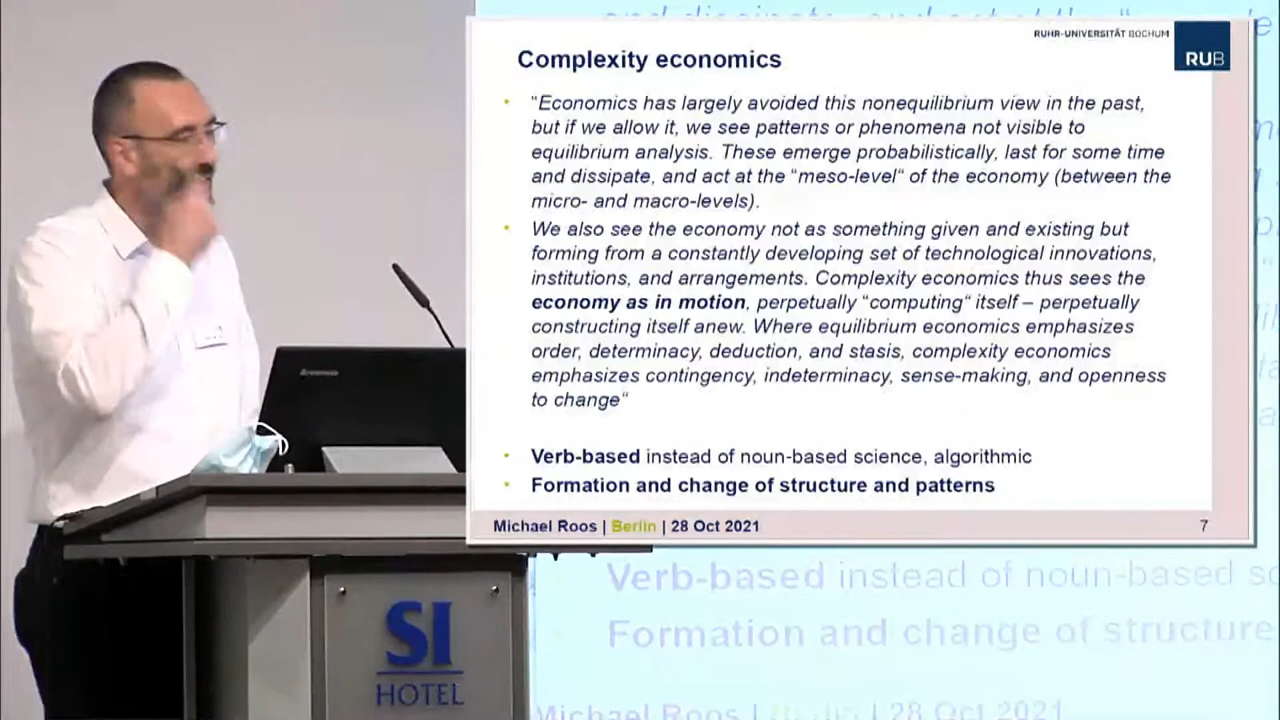 RUHR-UNIVERSITÄT BOCHUM
RUB
Complexity economics
• "Economics has largely avoided this nonequilibrium view in the past,
but if we allow it, we see patterns or phenomena not visible to
equilibrium analysis. These emerge probabilistically, last for some time
and dissipate, and act at the "meso-level" of the economy (between the
micro- and macro-levels).
• We also see the economy not as something given and existing but
forming from a constantly developing set of technological innovations,
institutions, and arrangements. Complexity economics thus sees the
economy as in motion, perpetually "computing" itself – perpetually
constructing itself anew. Where equilibrium economics emphasizes
order, determinacy, deduction, and stasis, complexity economics
emphasizes contingency, indeterminacy, sense-making, and openness
to change"
• Verb-based instead of noun-based science, algorithmic
• Formation and change of structure and patterns
Michael Roos | Berlin | 28 Oct 2021
7
Verb-based instead of noun-based
Formation and change of structure
Michael Roos | Berlin | 28 Oct 2021
SI
HOTEL